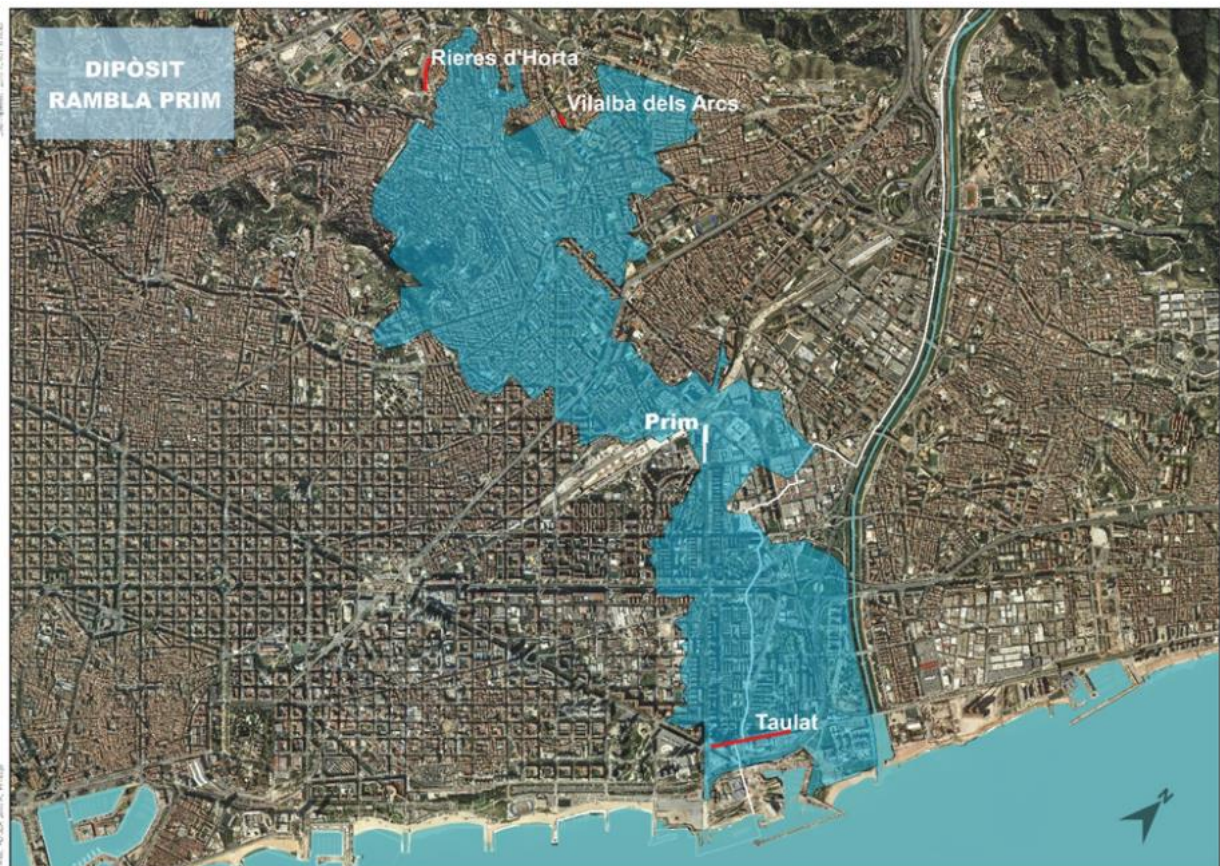 DIPÒSIT
RAMBLA PRIM
Rieres d'Horta
Vilalba dels Arcs
Prim
Taulat
N